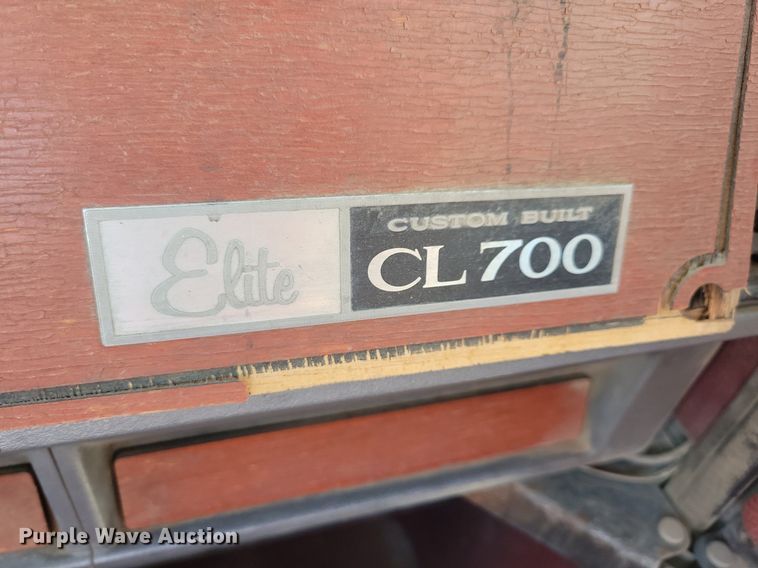 Elite
CUSTOM BUILT
CL 700
Purple Wave Auction